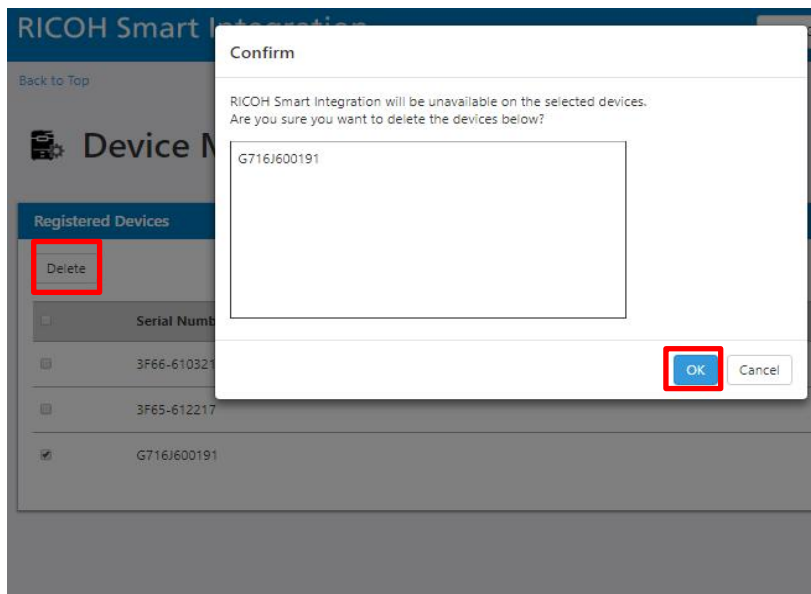 RICOH Smart
Confirm
Back to Top
RICOH Smart Integration will be unavailable on the selected devices.
Are you sure you want to delete the devices below?
Device
G716J600191
Registered Devices
Delete
Serial Numb
3F66-610321
OK
Cancel
3F65-612217
G716J600191